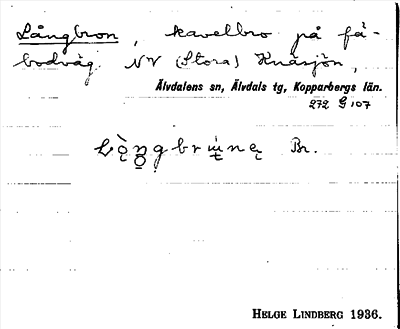 Långbron, kavelbro på fä-
bodväg. NV (Stora) Knäsjön,
Älvdalens sn, Älvdals tg, Kopparbergs län.
272 G 107
Br.
HELGE LINDBERG 1936.